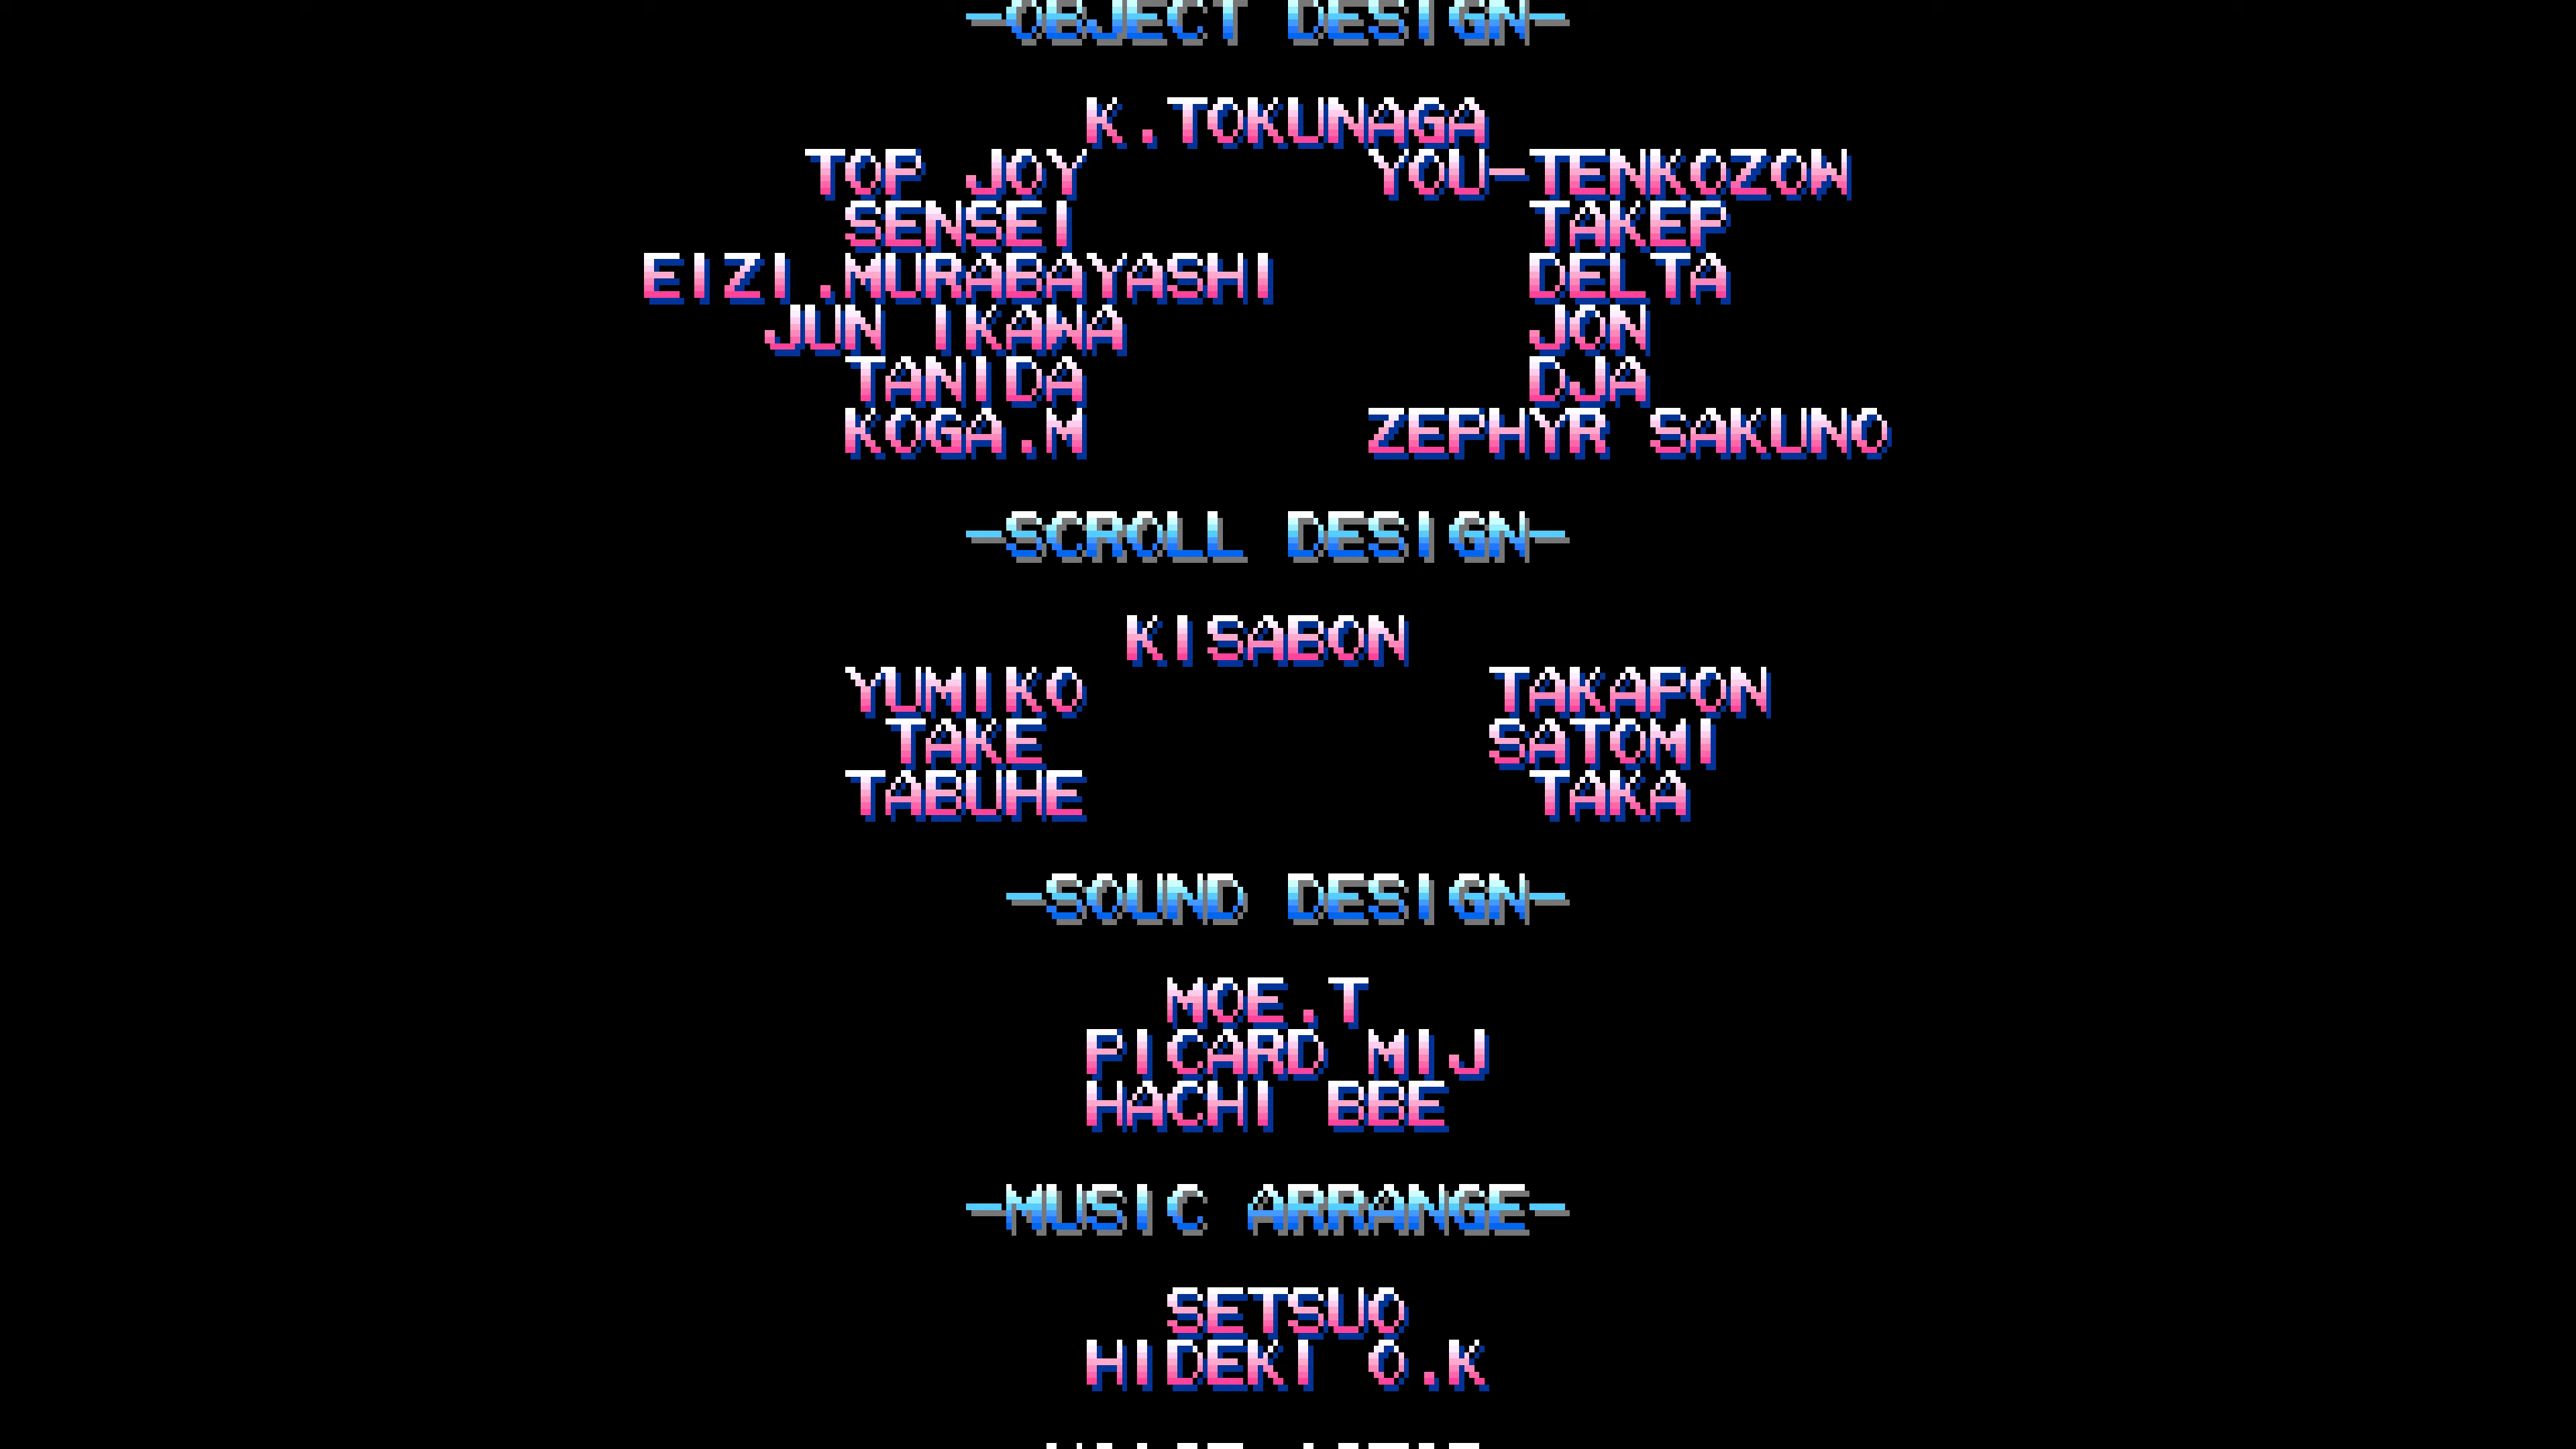 -OBJECT DESIGN-
K.TOKUNAGA
TOP JOY YOU-TENKOZOW
SENSEI TAKEP
EIZI.MURABAYASHI DELTA
JUN IKAWA JON
TANIDA DJA
KOGA.M ZEPHYR SAKUNO
-SCROLL DESIGN-
KISABON
YUMIKO TAKAPON
TAKE SATOMI
TABUHE TAKA
-SOUND DESIGN-
MOE.T
PICARD MIJ
HACHI BBE
-MUSIC ARRANGE-
SETSUO
HIDEKI O.K